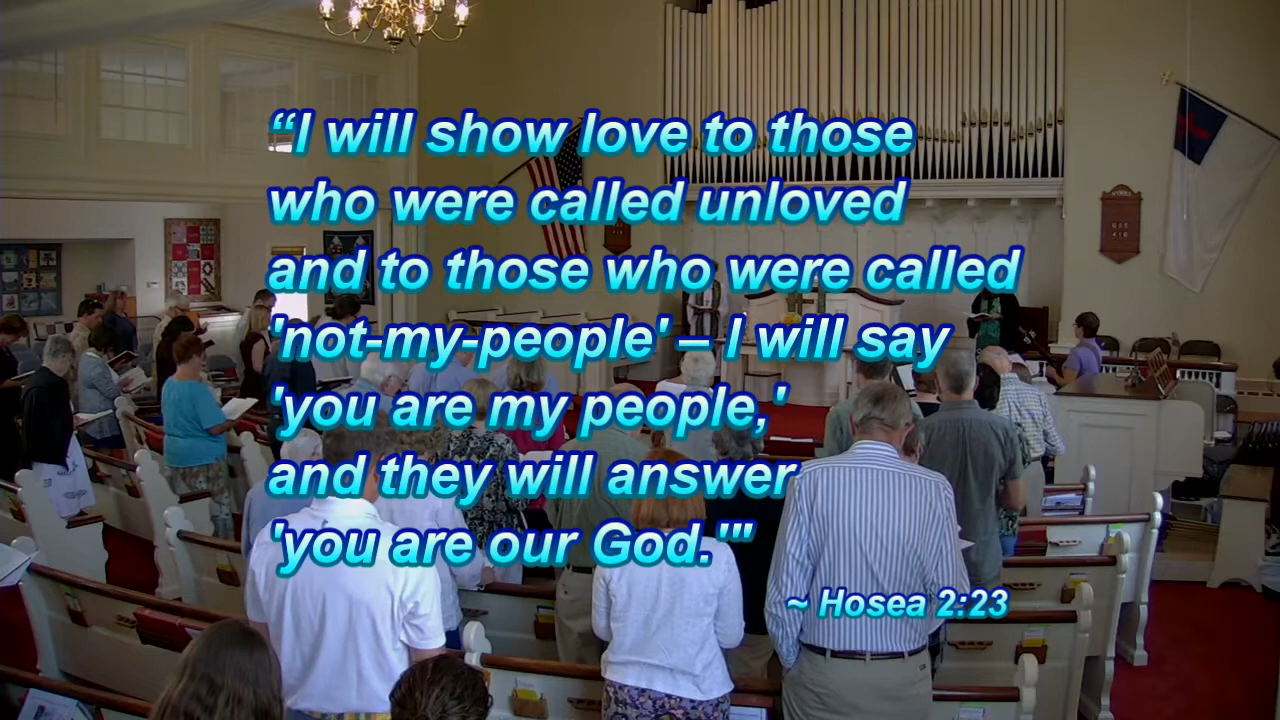 “I will show love to those
who were called unloved
and to those who were called
'not-my-people' – I will say
'you are my people,'
and they will answer
'you are our God.'"
~ Hosea 2:23